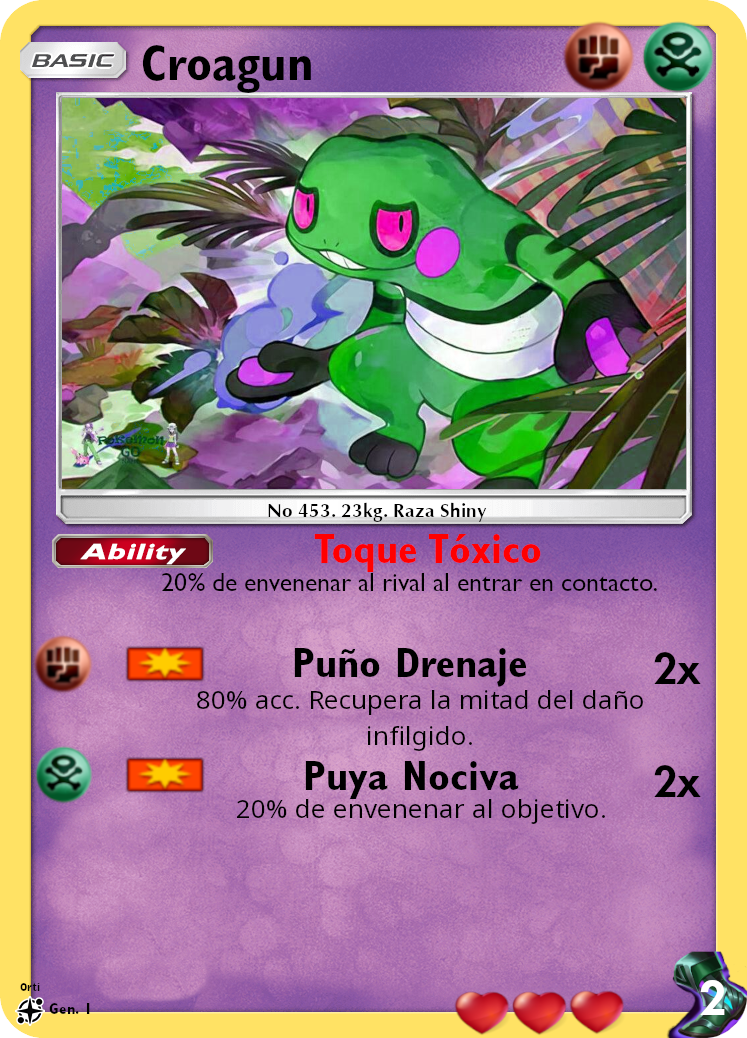 BASIC
Croagun
Pokémon
GO
No 453. 23kg. Raza Shiny
Ability
Toque Tóxico
20% de envenenar al rival al entrar en contacto.
Puño Drenaje
2x
80% acc. Recupera la mitad del daño
infilgido.
Puya Nociva
2x
20% de envenenar al objetivo.
Orti
Gen. I
2